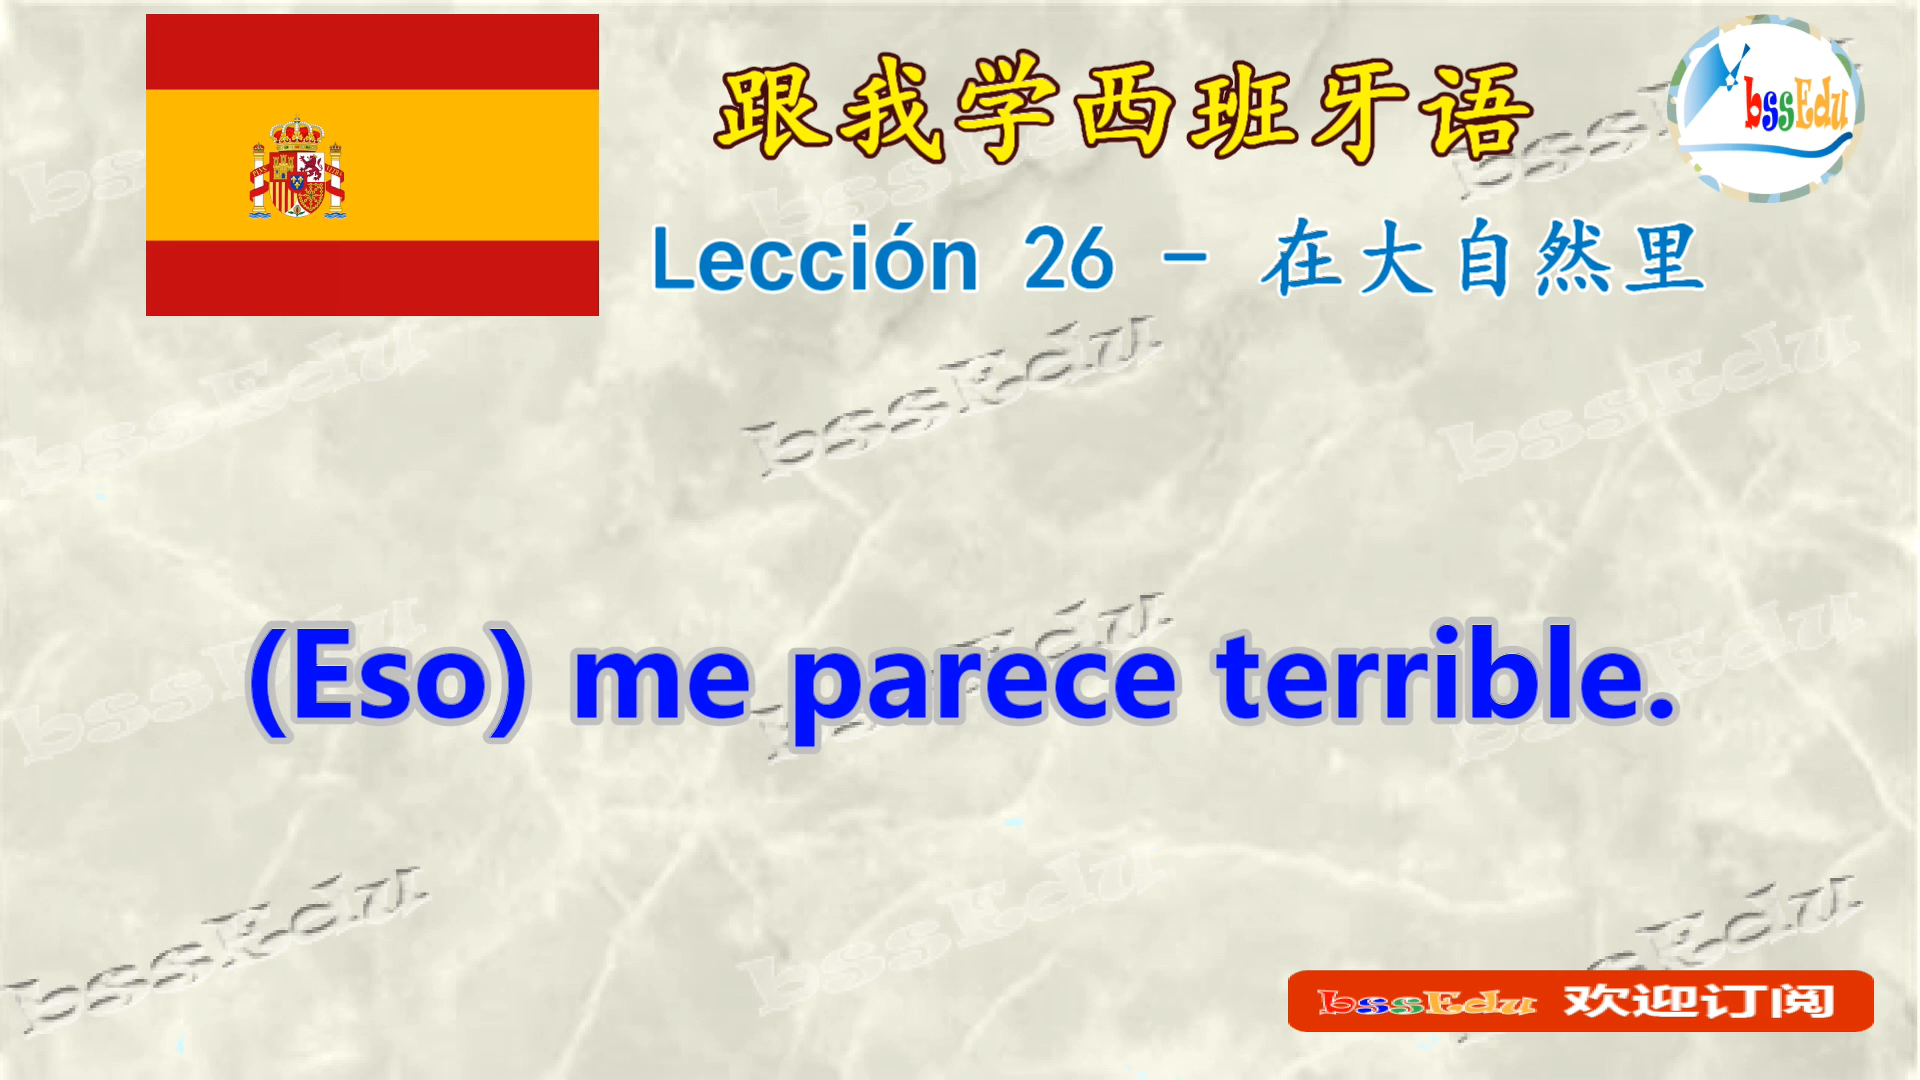 跟我学西班牙语
bssEdu
Lección 26 - 在大自然里
(Eso) me parece terrible.
bssEdu 欢迎订阅